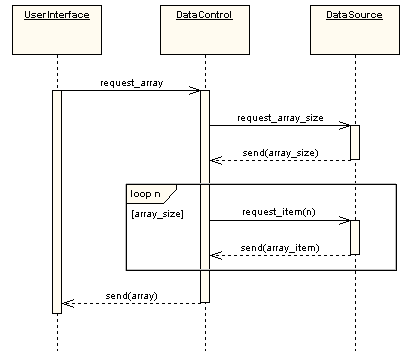 UserInterface
DataControl
DataSource
request_array
request_array_size
send(array_size)
loop n
[array_size]
request_item(n)
send(array_item)
send(array)